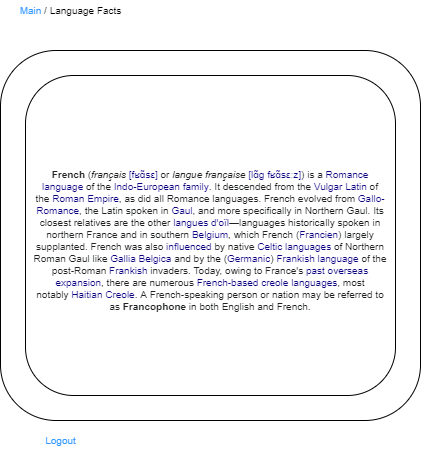 Main / Language Facts
French (français [fʁɑ̃sɛ] or langue française [lɑ̃ɡ fʁɑ̃sɛːz]) is a Romance
language of the Indo-European family. It descended from the Vulgar Latin of
the Roman Empire, as did all Romance languages. French evolved from Gallo-
Romance, the Latin spoken in Gaul, and more specifically in Northern Gaul. Its
closest relatives are the other langues d'oïl—languages historically spoken in
northern France and in southern Belgium, which French (Francien) largely
supplanted. French was also influenced by native Celtic languages of Northern
Roman Gaul like Gallia Belgica and by the (Germanic) Frankish language of the
post-Roman Frankish invaders. Today, owing to France's past overseas
expansion, there are numerous French-based creole languages, most
notably Haitian Creole. A French-speaking person or nation may be referred to
as Francophone in both English and French.
Logout